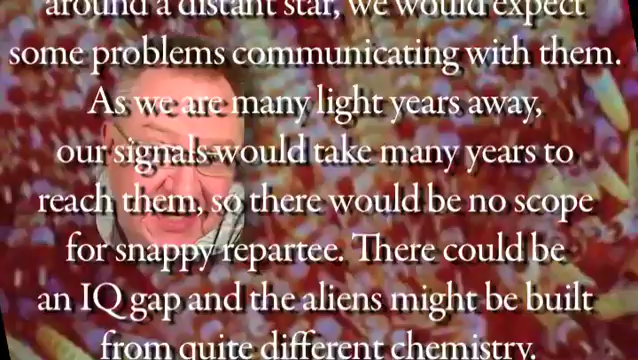 around a distant star, we would expect
some problems communicating with them.
As we are many light years away,
our signals would take many years to
reach them, so there would be no scope
for snappy repartee. There could be
an IQ gap and the aliens might be built
from quite different chemistry.